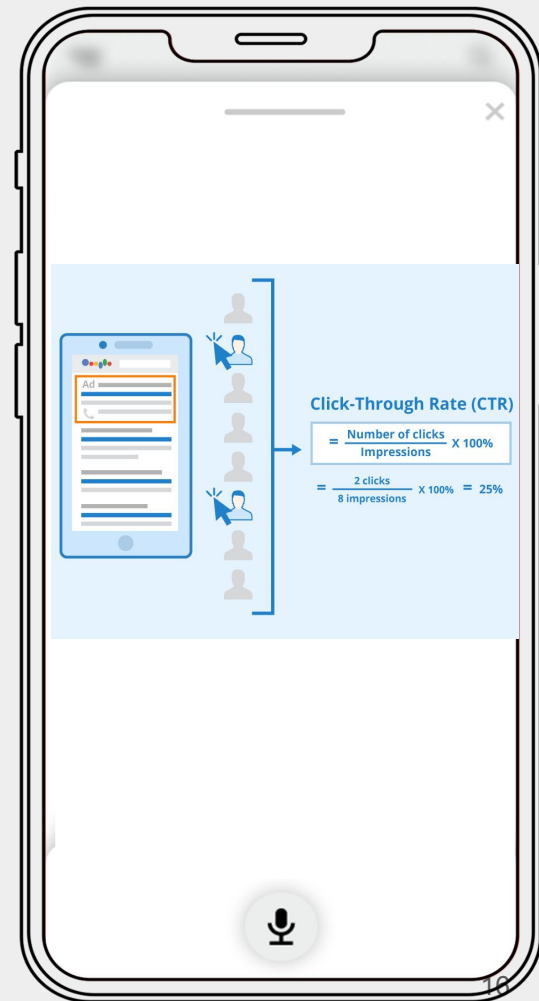 Ad
Click-Through Rate (CTR)
= Number of clicks / Impressions X 100%
= 2 clicks / 8 impressions X 100% = 25%
16